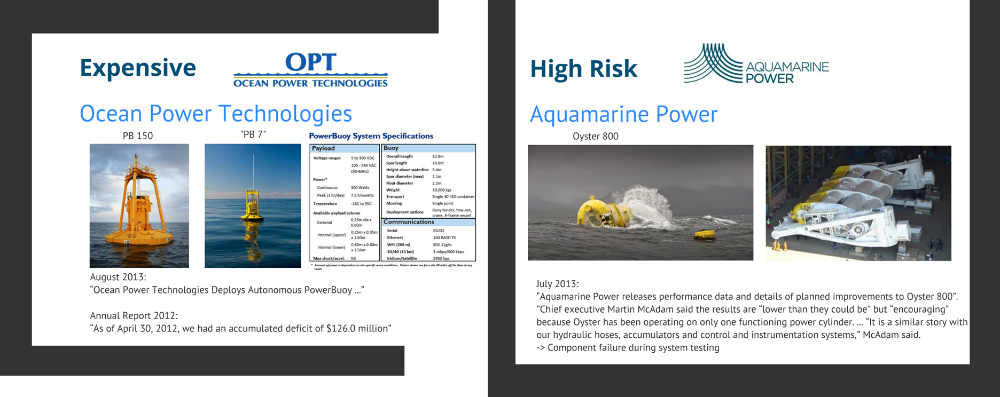 Expensive
OPT
OCEAN POWER TECHNOLOGIES
Ocean Power Technologies
PB 150
"PB 7"
PowerBuoy System Specifications
Payload
Voltage ranges 5 to 300 VDC
100 - 240 VAC
(50-60Hz)
Power*
Continuous 300 Watts
Peak (1 hr/day) 7.2 kilowatts
Temperature -18C to 35C
Available payload volume
External 0.25m dia x
0.60m
Internal (upper) 0.25m x 0.35m
x 1.60m
Internal (lower) 0.60m x 0.60m
x 1.50m
Max shock/accel. 5G
Buoy
Overall Length 12.8m
Spar length 10.8m
Height above waterline 3.4m
Spar diameter (max) 1.1m
Float diameter 2.2m
Weight 10,000 kgs
Transport Single 40' ISO container
Mooring Single point
Deployment options Buoy tender, tow-out,
crane, A-frame vessel
Communications
Serial RS232
Ethernet 100 BASE-TX
WiFi (200 m) 802.11g/n
3G/4G (15 km) 3 mbps/500 kbps
Iridium/Satellite 2400 bps
* Amount of power is dependent on site-specific wave conditions. Values shown are for a site 20 miles off the New Jersey
coast.
August 2013:
“Ocean Power Technologies Deploys Autonomous PowerBuoy ...”
Annual Report 2012:
“As of April 30, 2012, we had an accumulated deficit of $126.0 million”
High Risk
AQUAMARINE
POWER
Aquamarine Power
Oyster 800
July 2013:
“Aquamarine Power releases performance data and details of planned improvements to Oyster 800”.
”Chief executive Martin McAdam said the results are “lower than they could be” but “encouraging”
because Oyster has been operating on only one functioning power cylinder. ... “It is a similar story with
our hydraulic hoses, accumulators and control and instrumentation systems,” McAdam said.
-> Component failure during system testing